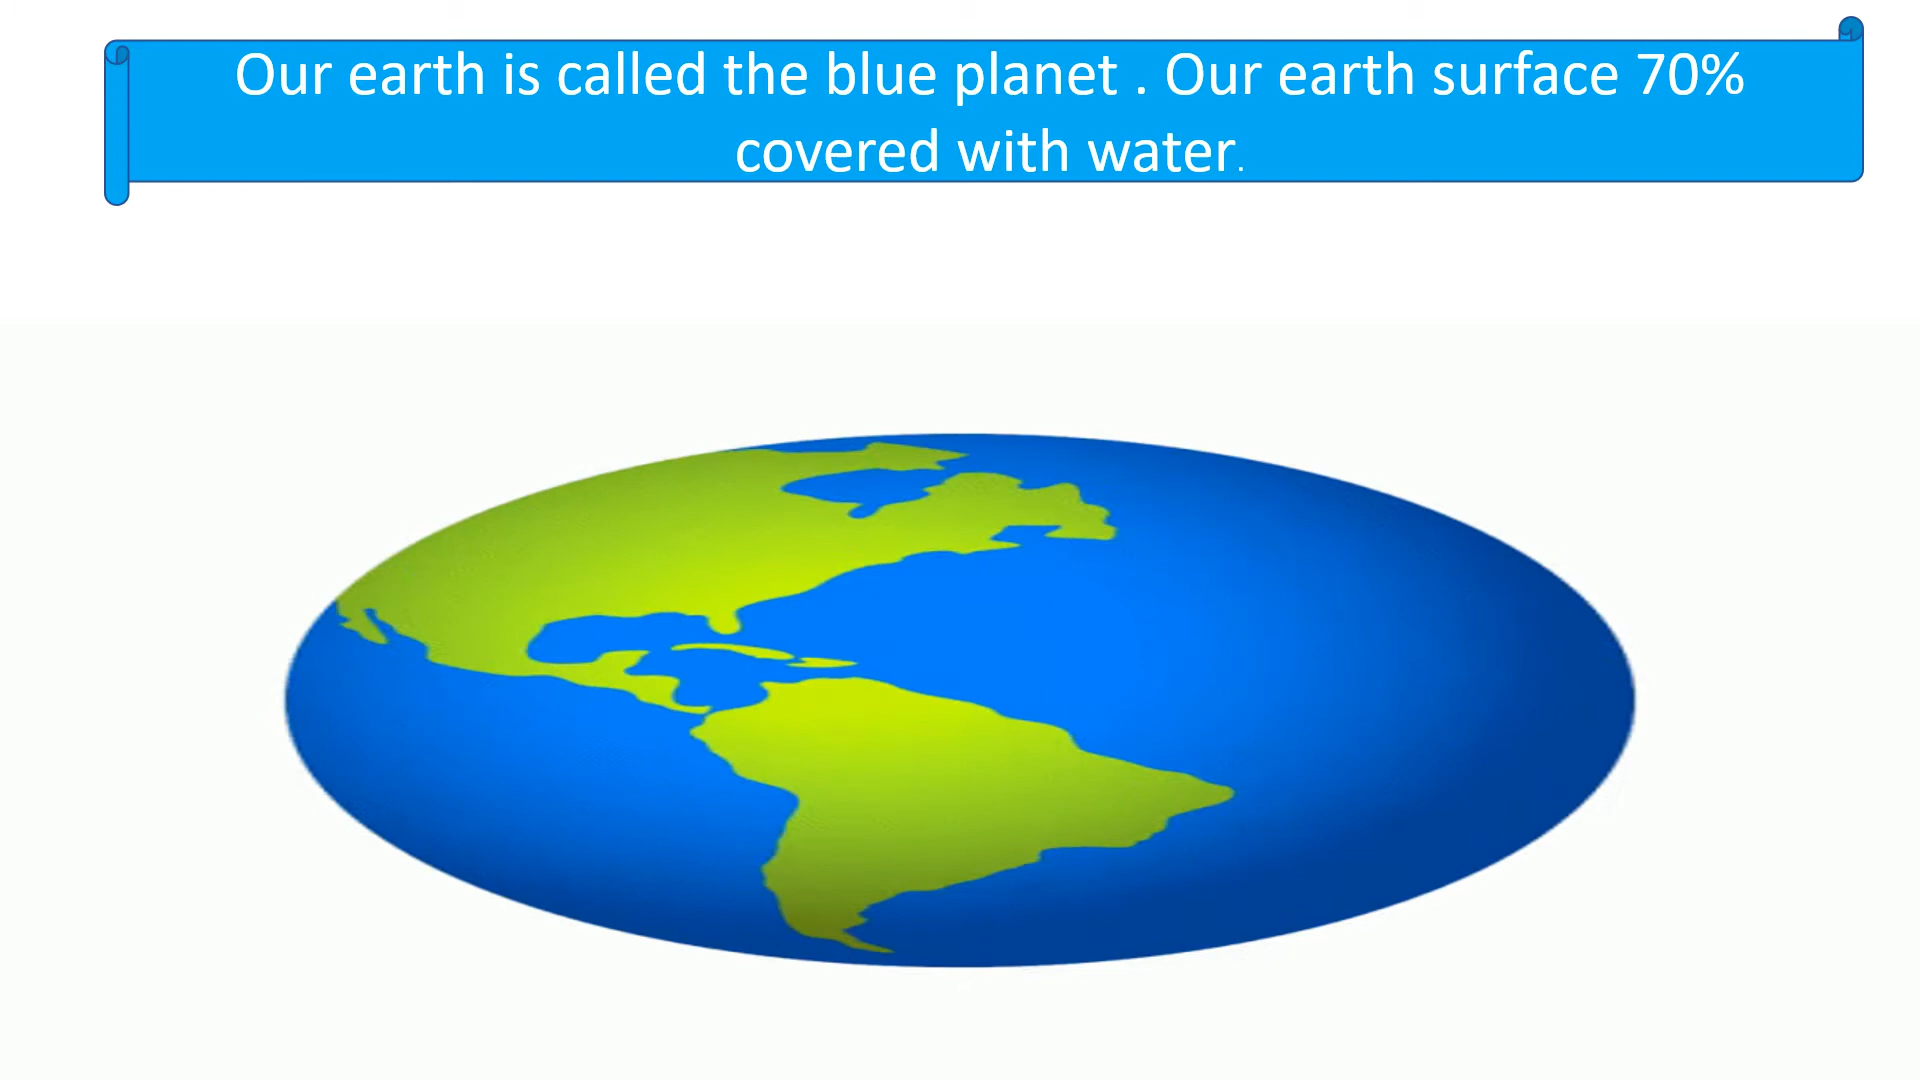 Our earth is called the blue planet . Our earth surface 70%
covered with water.